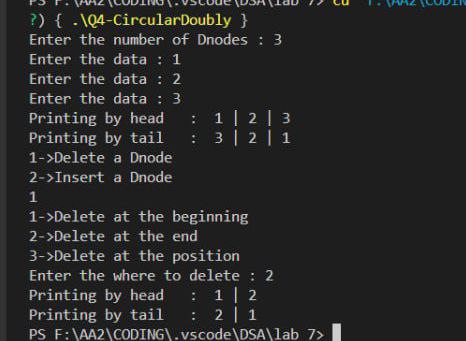 PS F:\AA2\CODING\.vscode\DSA\lab 7> cd "F:\AA2\CODIN
?) { .\Q4-CircularDoubly }
Enter the number of Dnodes : 3
Enter the data : 1
Enter the data : 2
Enter the data : 3
Printing by head   :  1 | 2 | 3
Printing by tail   :  3 | 2 | 1
1->Delete a Dnode
2->Insert a Dnode
1
1->Delete at the beginning
2->Delete at the end
3->Delete at the position
Enter the where to delete : 2
Printing by head   :  1 | 2
Printing by tail   :  2 | 1
PS F:\AA2\CODING\.vscode\DSA\lab 7>